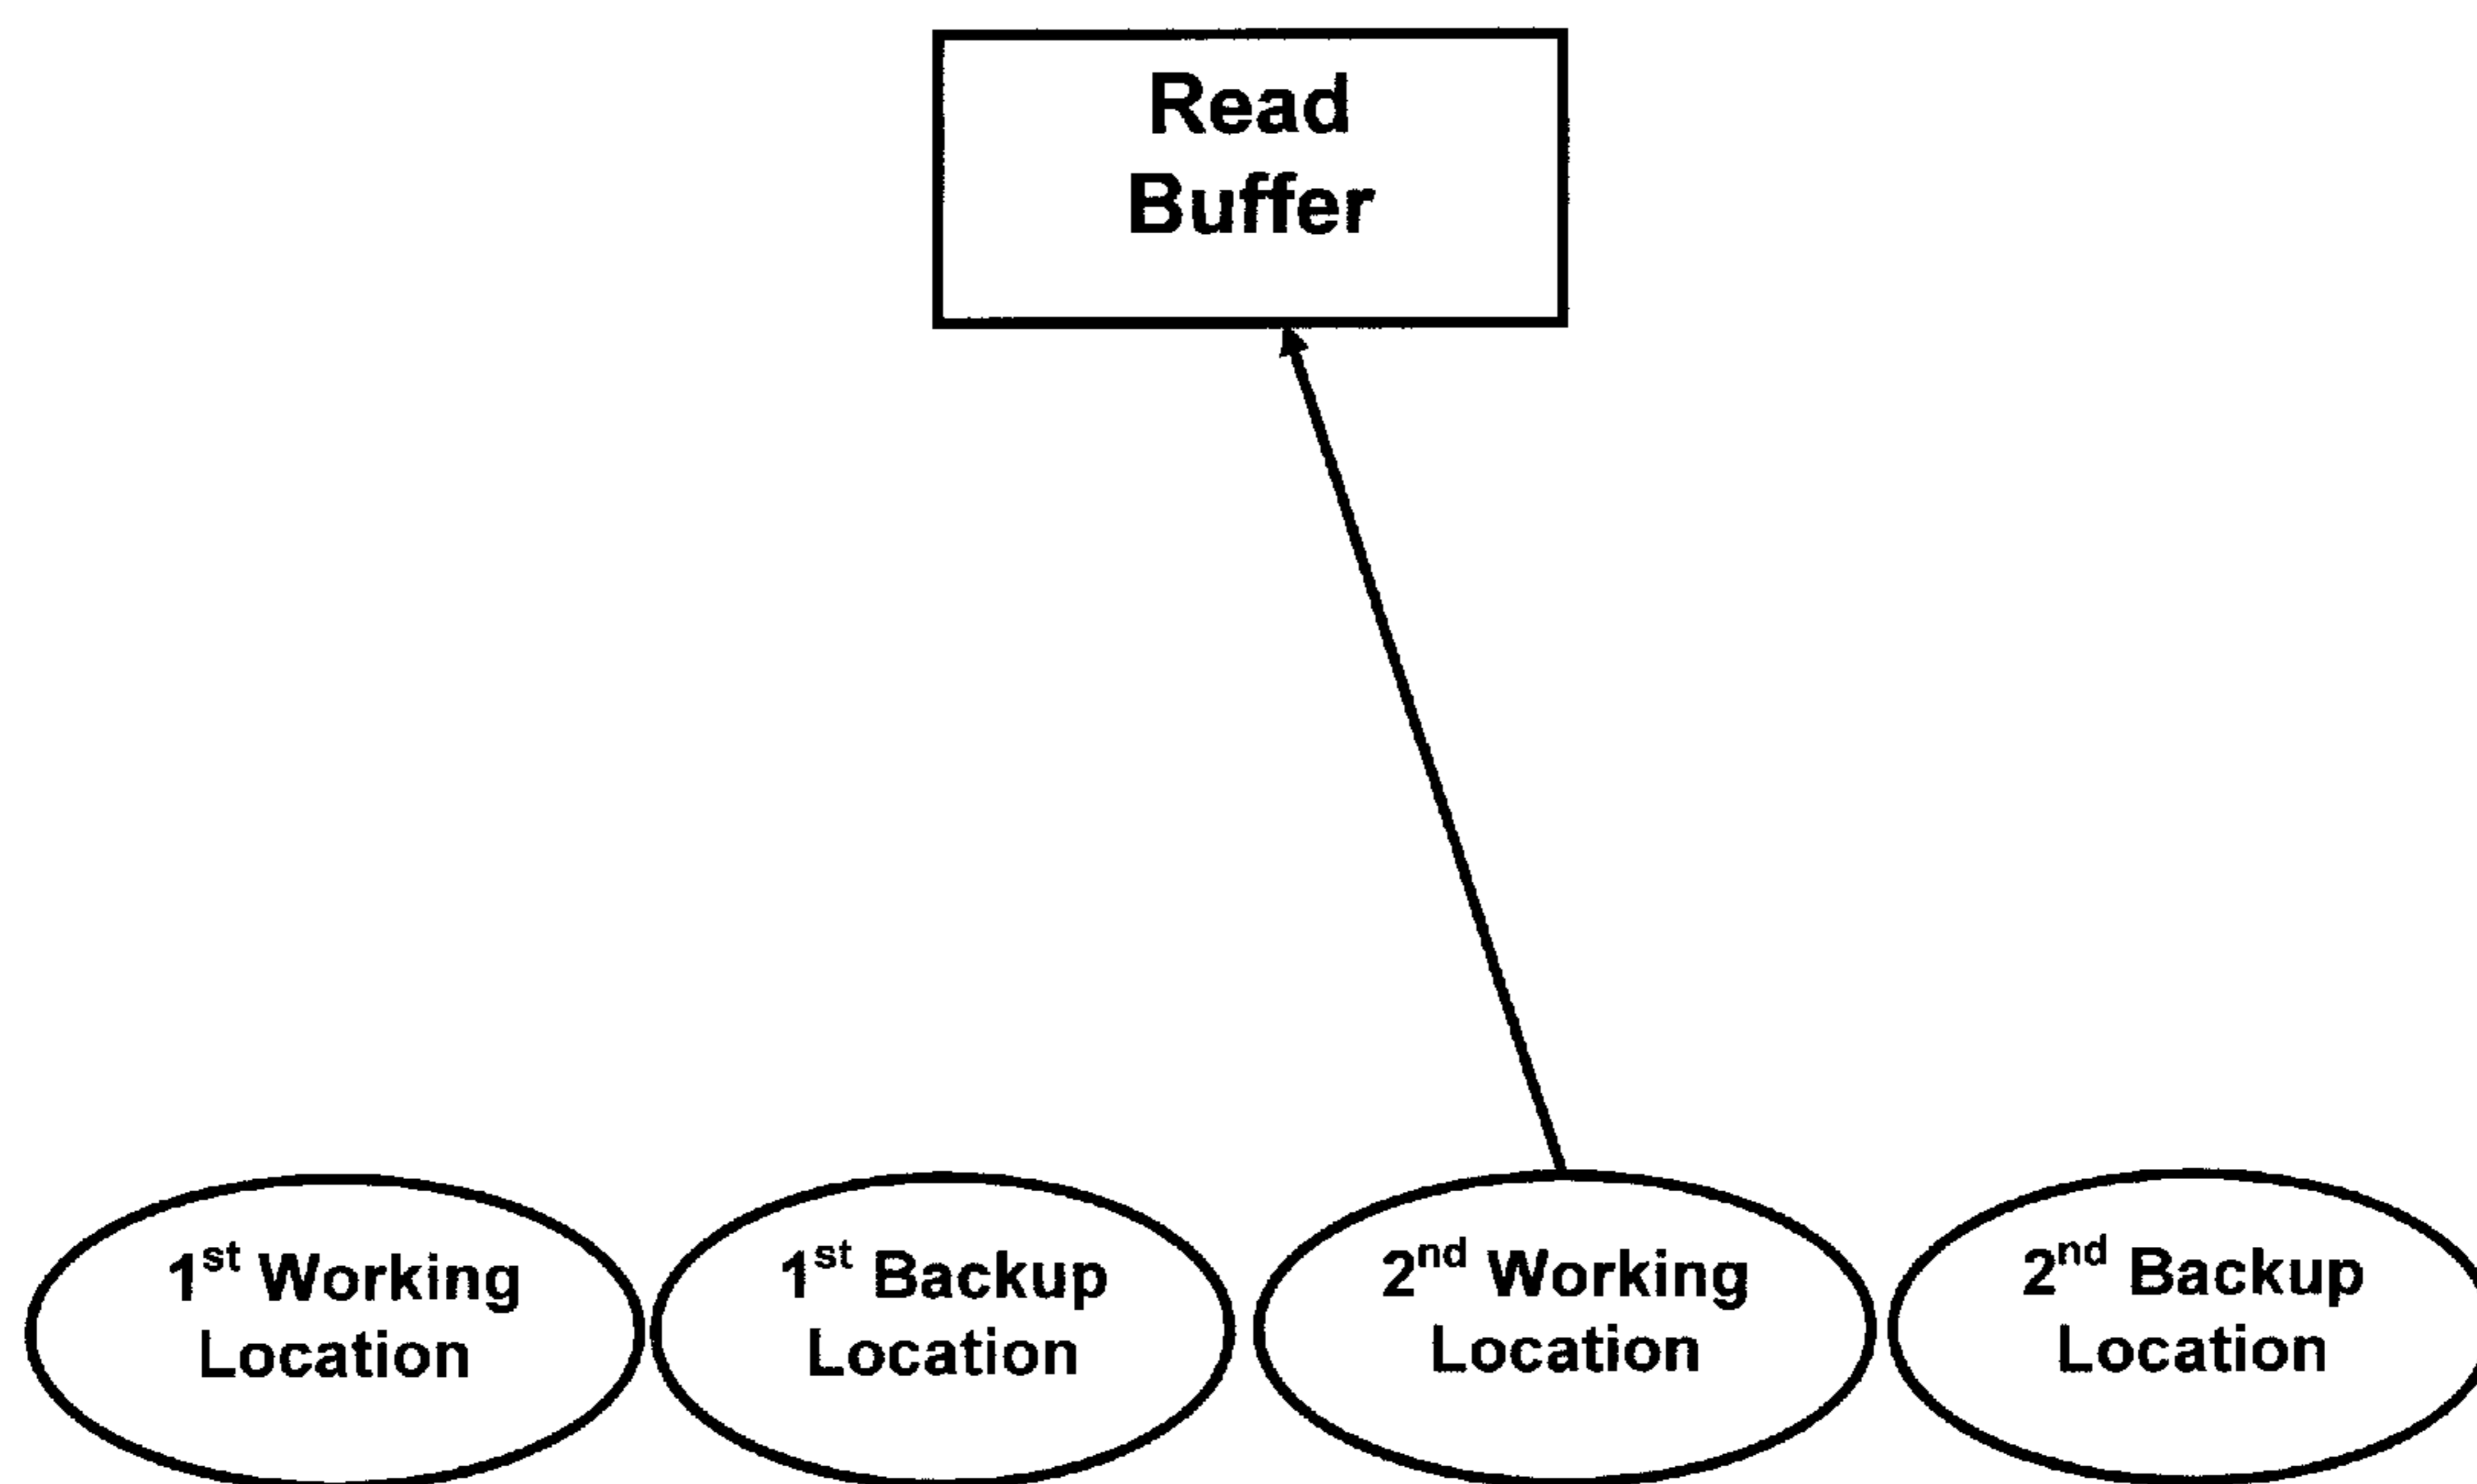 Read
Buffer
1st Working
Location
1st Backup
Location
2nd Working
Location
2nd Backup
Location